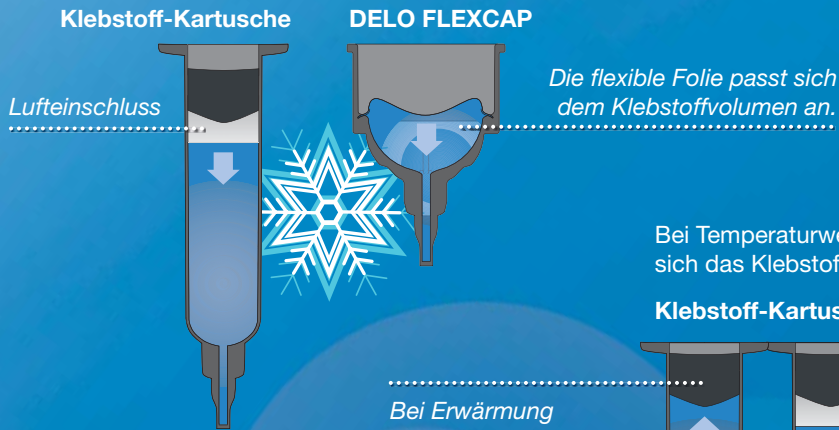 Klebstoff-Kartusche
DELO FLEXCAP
Lufteinschluss
Die flexible Folie passt sich
dem Klebstoffvolumen an.
Bei Temperaturwe
sich das Klebstof
Klebstoff-Kartus
Bei Erwärmung